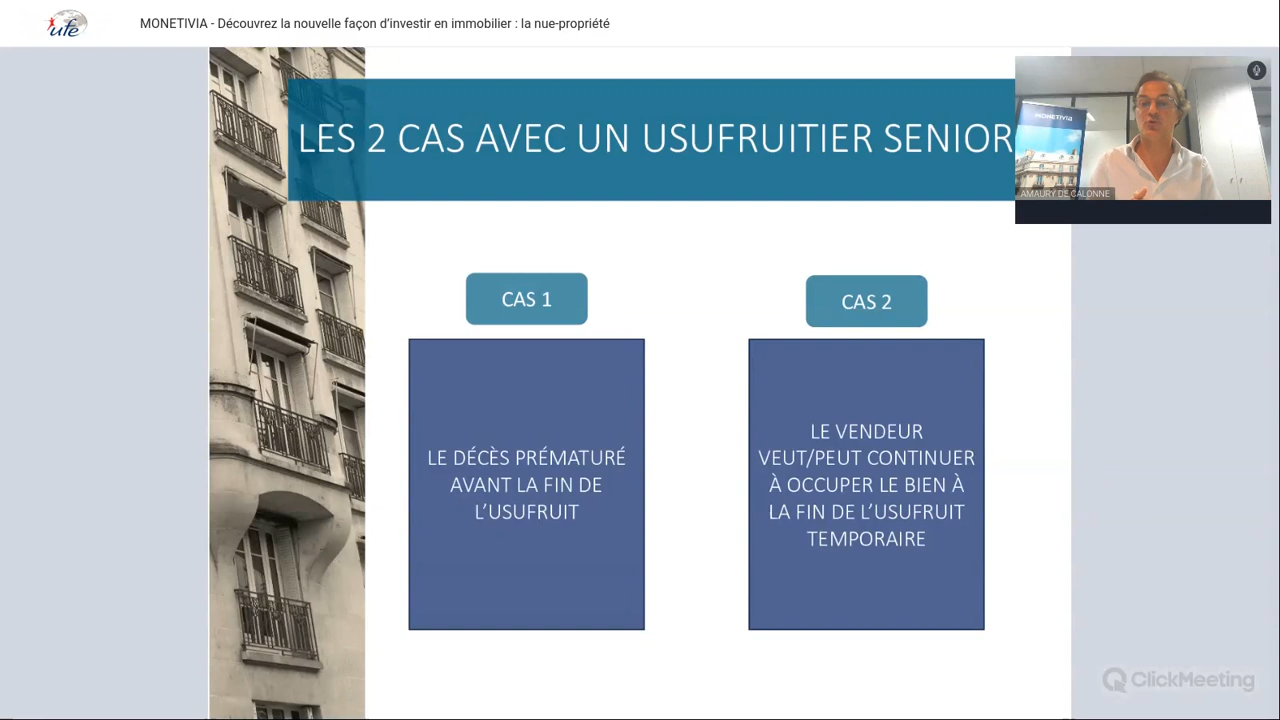 ufe
MONETIVIA - Découvrez la nouvelle façon d’investir en immobilier : la nue-propriété
LES 2 CAS AVEC UN USUFRUITIER SENIOR
MONETIVIA
AMAURY DE CALONNE
CAS 1
CAS 2
LE DÉCÈS PRÉMATURÉ
AVANT LA FIN DE
L’USUFRUIT
LE VENDEUR
VEUT/PEUT CONTINUER
À OCCUPER LE BIEN À
LA FIN DE L’USUFRUIT
TEMPORAIRE
ClickMeeting